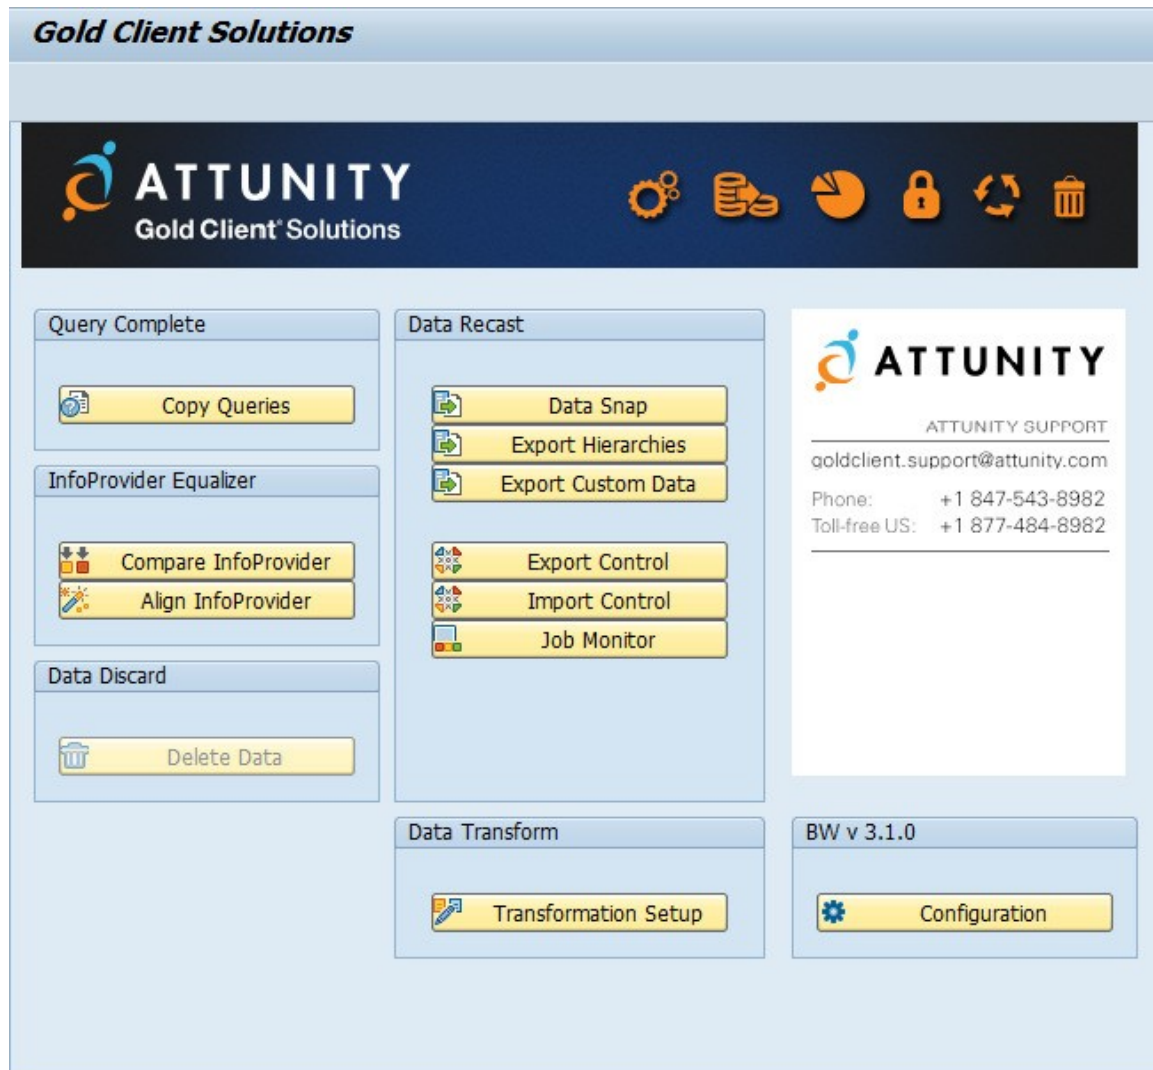 Gold Client Solutions
ATTUNITY
Gold Client® Solutions
Query Complete
Copy Queries
InfoProvider Equalizer
Compare InfoProvider
Align InfoProvider
Data Discard
Delete Data
Data Recast
Data Snap
Export Hierarchies
Export Custom Data
Export Control
Import Control
Job Monitor
Data Transform
Transformation Setup
ATTUNITY
ATTUNITY SUPPORT
goldclient.support@attunity.com
Phone: +1 847-543-8982
Toll-free US: +1 877-484-8982
BW v 3.1.0
Configuration